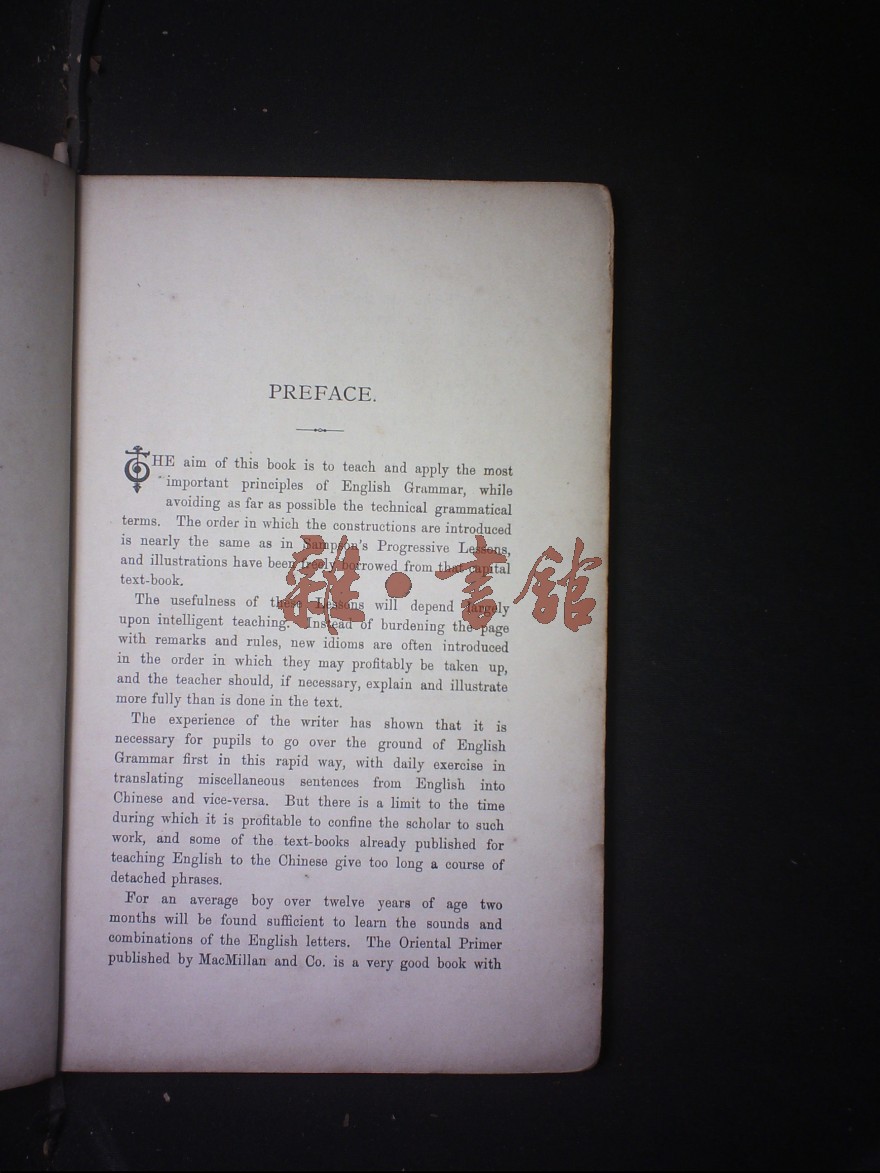 PREFACE.
THE aim of this book is to teach and apply the most
important principles of English Grammar, while
avoiding as far as possible the technical grammatical
terms. The order in which the constructions are introduced
is nearly the same as in Sampson's Progressive Lessons,
and illustrations have been freely borrowed from that capital
text-book.
The usefulness of these Lessons will depend largely
upon intelligent teaching. Instead of burdening the page
with remarks and rules, new idioms are often introduced
in the order in which they may profitably be taken up,
and the teacher should, if necessary, explain and illustrate
more fully than is done in the text.
The experience of the writer has shown that it is
necessary for pupils to go over the ground of English
Grammar first in this rapid way, with daily exercise in
translating miscellaneous sentences from English into
Chinese and vice-versa. But there is a limit to the time
during which it is profitable to confine the scholar to such
work, and some of the text-books already published for
teaching English to the Chinese give too long a course of
detached phrases.
For an average boy over twelve years of age two
months will be found sufficient to learn the sounds and
combinations of the English letters. The Oriental Primer
published by MacMillan and Co. is a very good book with
雜·書館